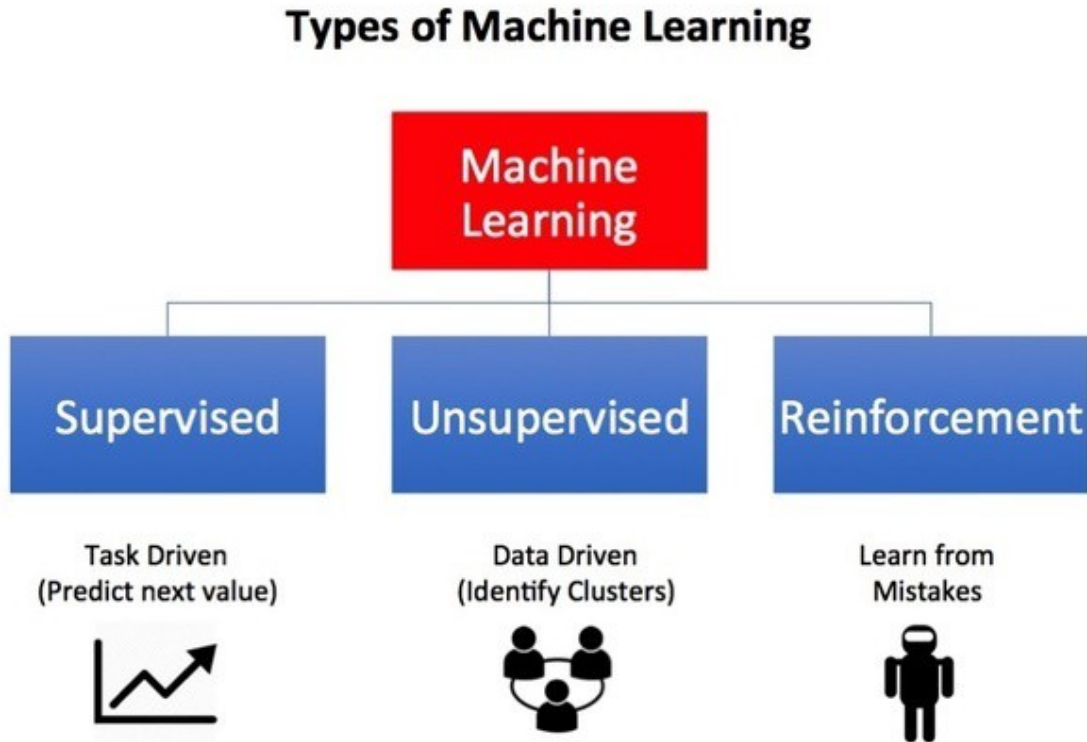 Types of Machine Learning
Machine
Learning
Supervised
Unsupervised
Reinforcement
Task Driven
(Predict next value)
Data Driven
(Identify Clusters)
Learn from
Mistakes